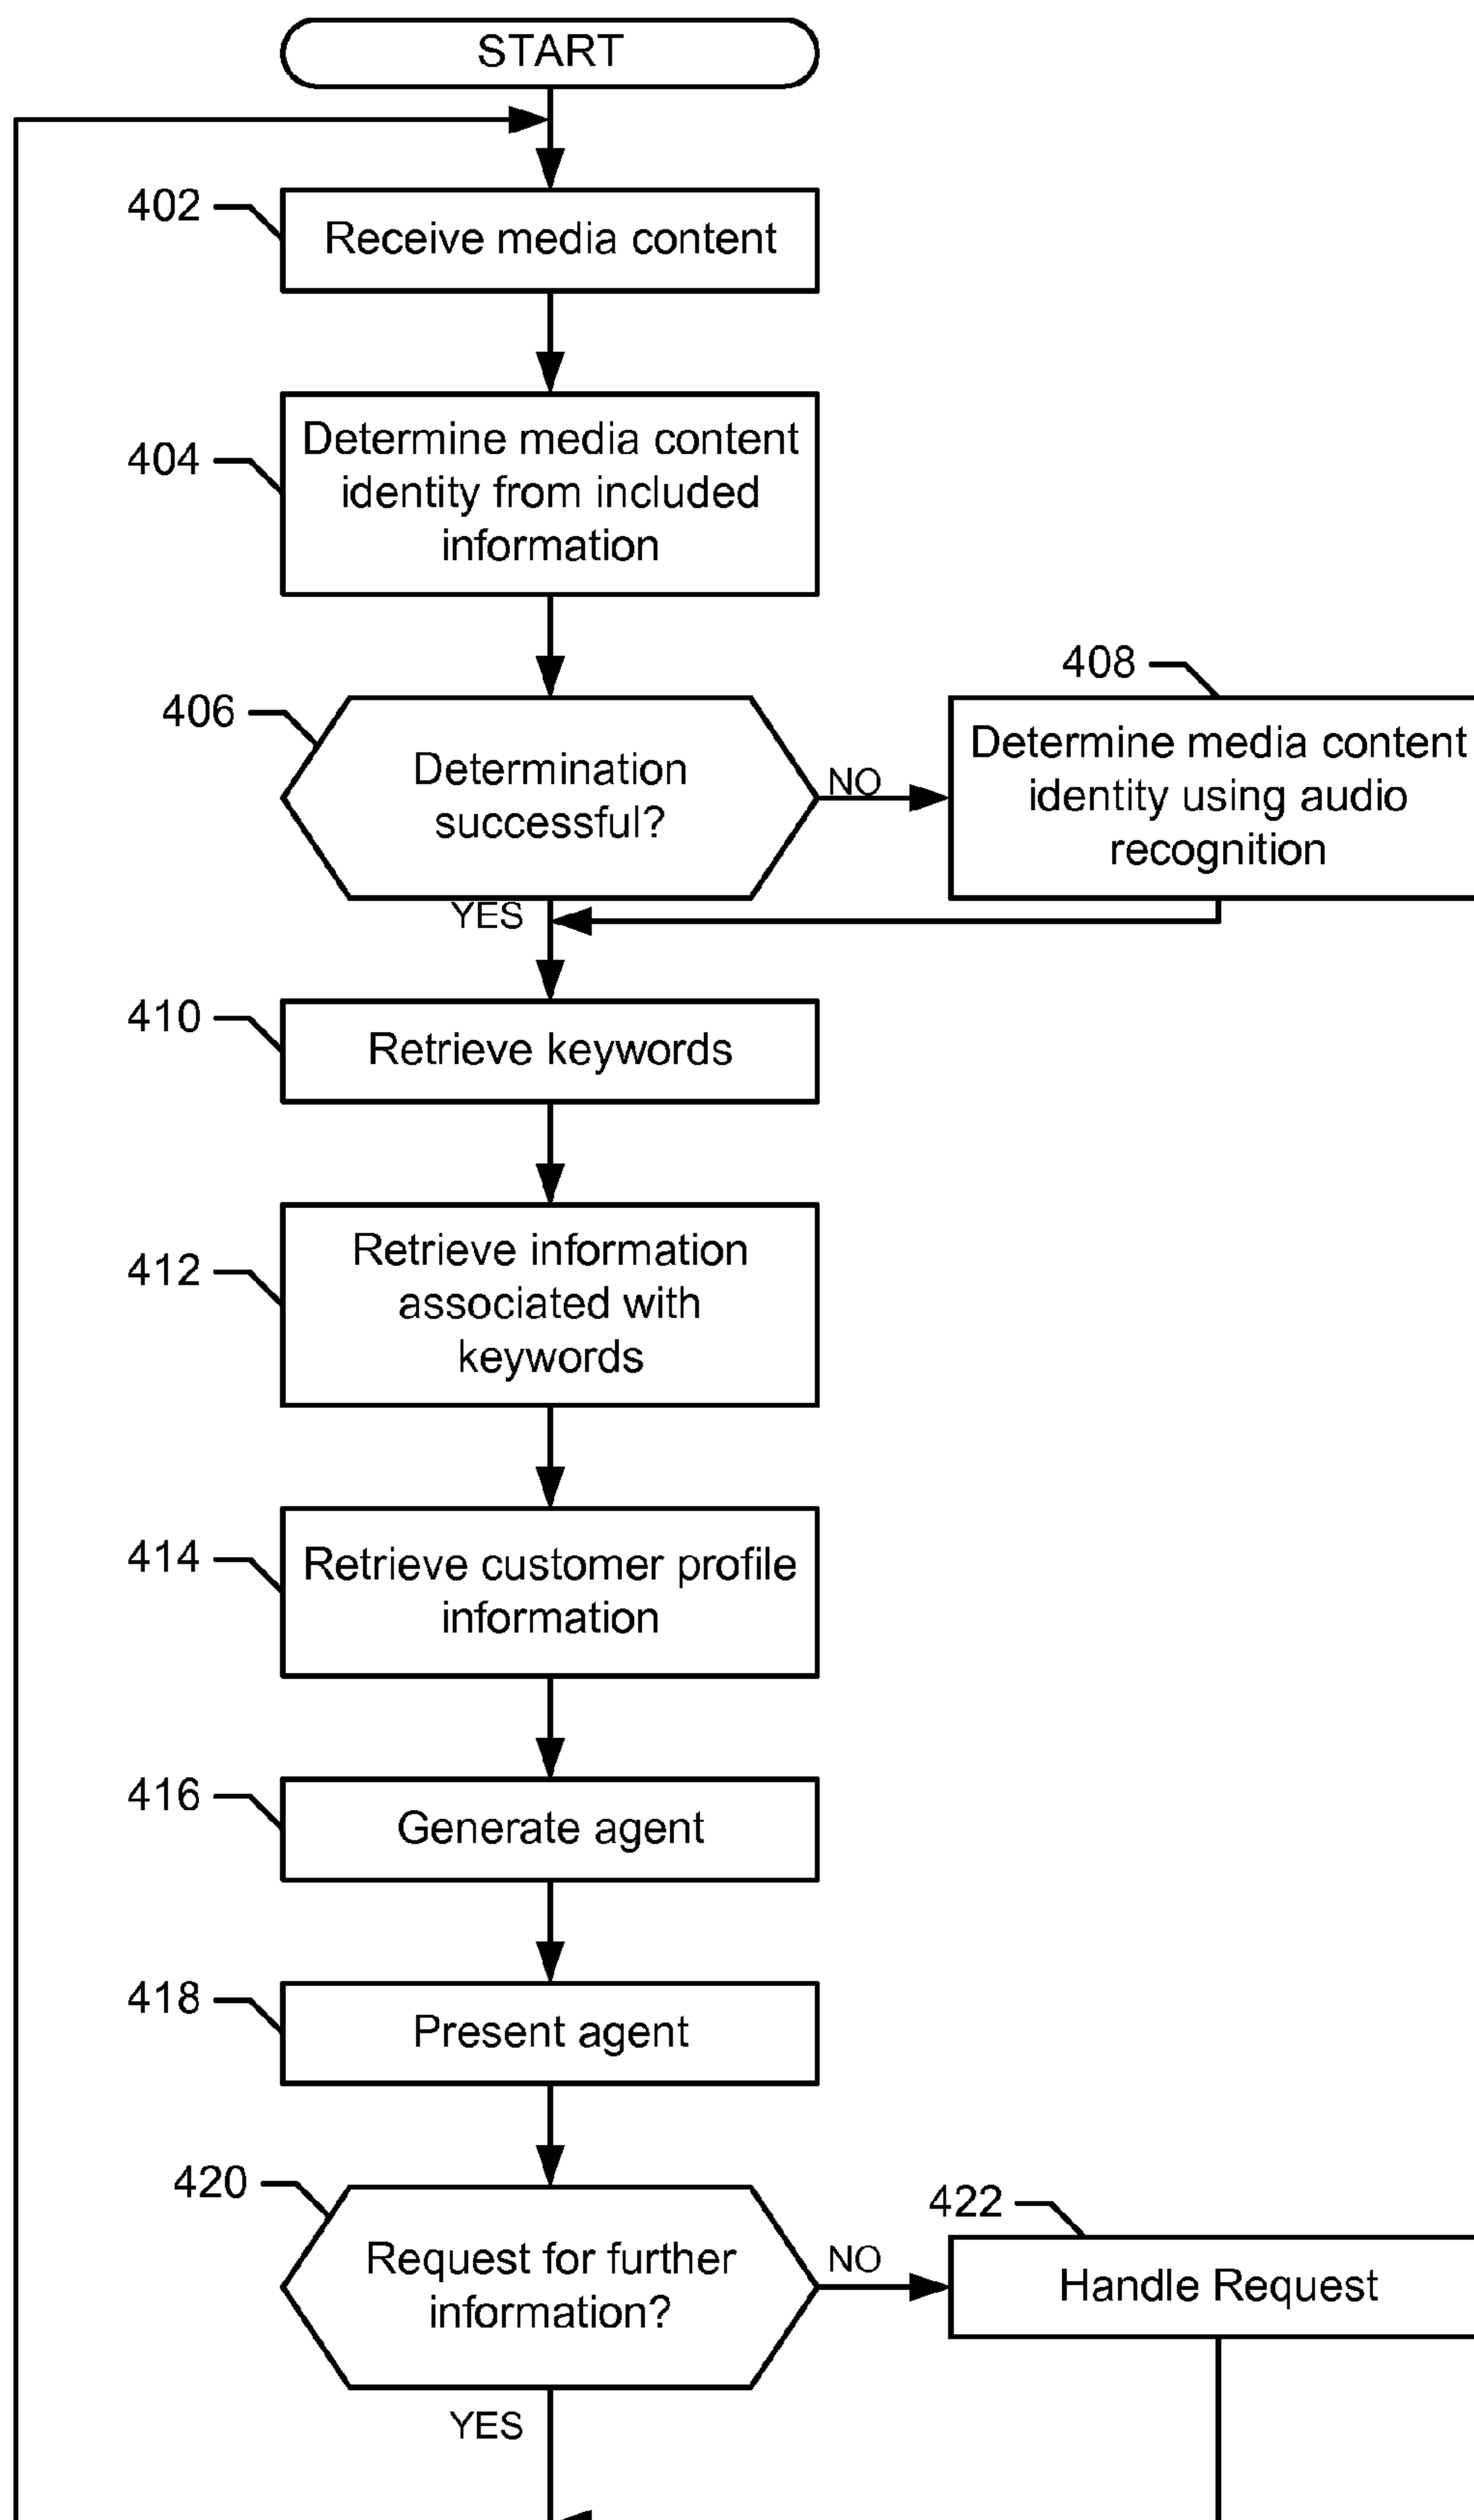 START
402
Receive media content
404
Determine media content
identity from included
information
406
Determination
successful?
NO
408
Determine media content
identity using audio
recognition
YES
410
Retrieve keywords
412
Retrieve information
associated with
keywords
414
Retrieve customer profile
information
416
Generate agent
418
Present agent
420
Request for further
information?
NO
422
Handle Request
YES